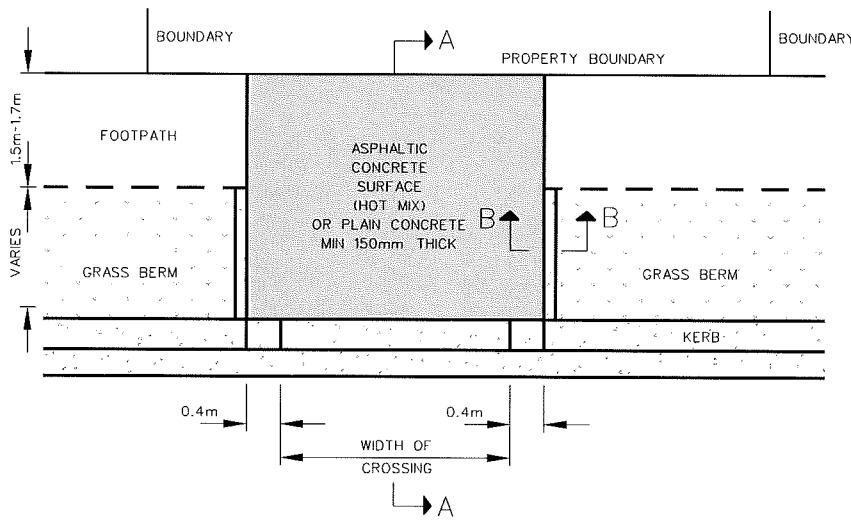 BOUNDARY
A
PROPERTY BOUNDARY
BOUNDARY
1.5m-1.7m
FOOTPATH
ASPHALTIC
CONCRETE
SURFACE
(HOT MIX)
OR PLAIN CONCRETE
MIN 150mm THICK
B
B
VARIES
GRASS BERM
GRASS BERM
KERB
0.4m
0.4m
WIDTH OF
CROSSING
A